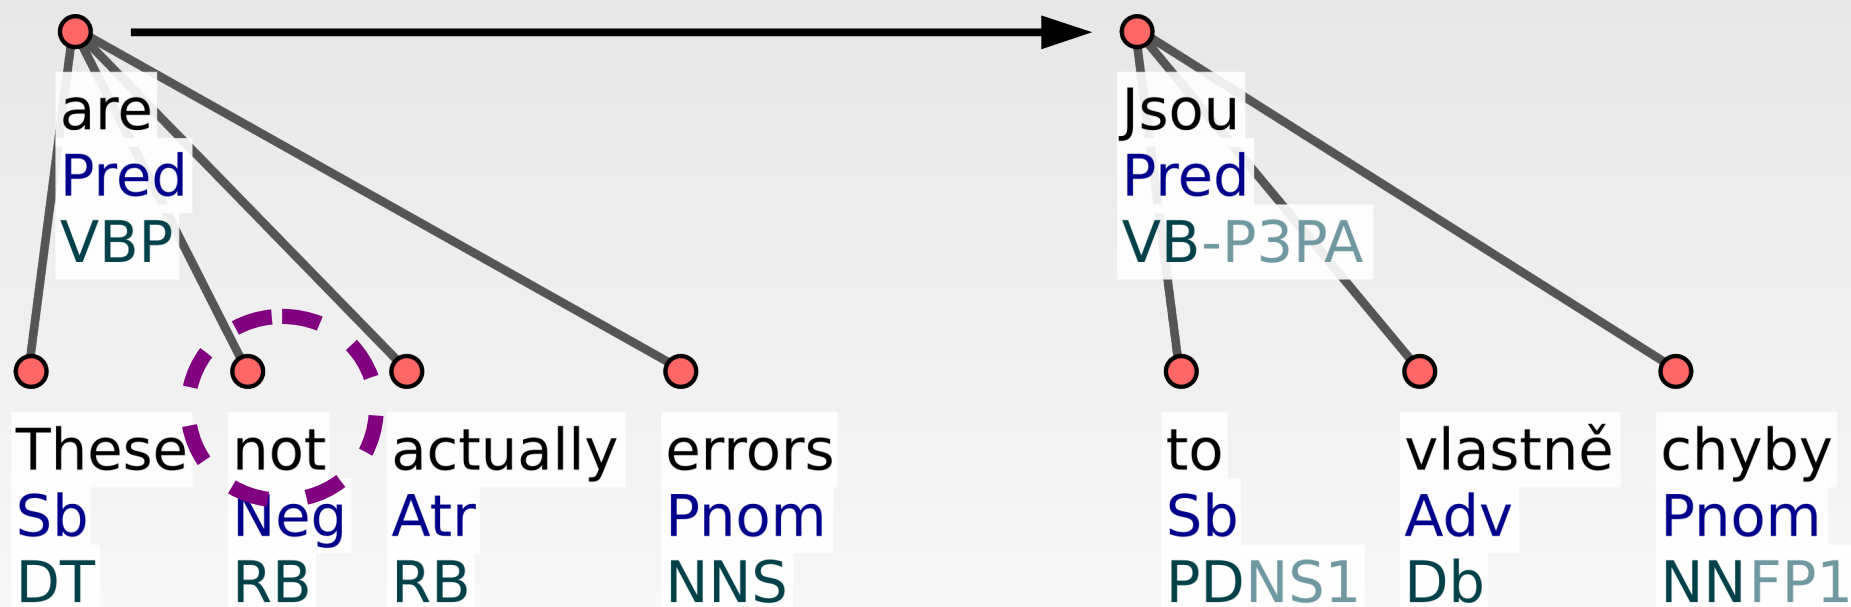 are
Pred
VBP
Jsou
Pred
VB-P3PA
These not actually errors
Sb Neg Atr Pnom
DT RB RB NNS
to vlastně chyby
Sb Adv Pnom
PDNS1 Db NNFP1